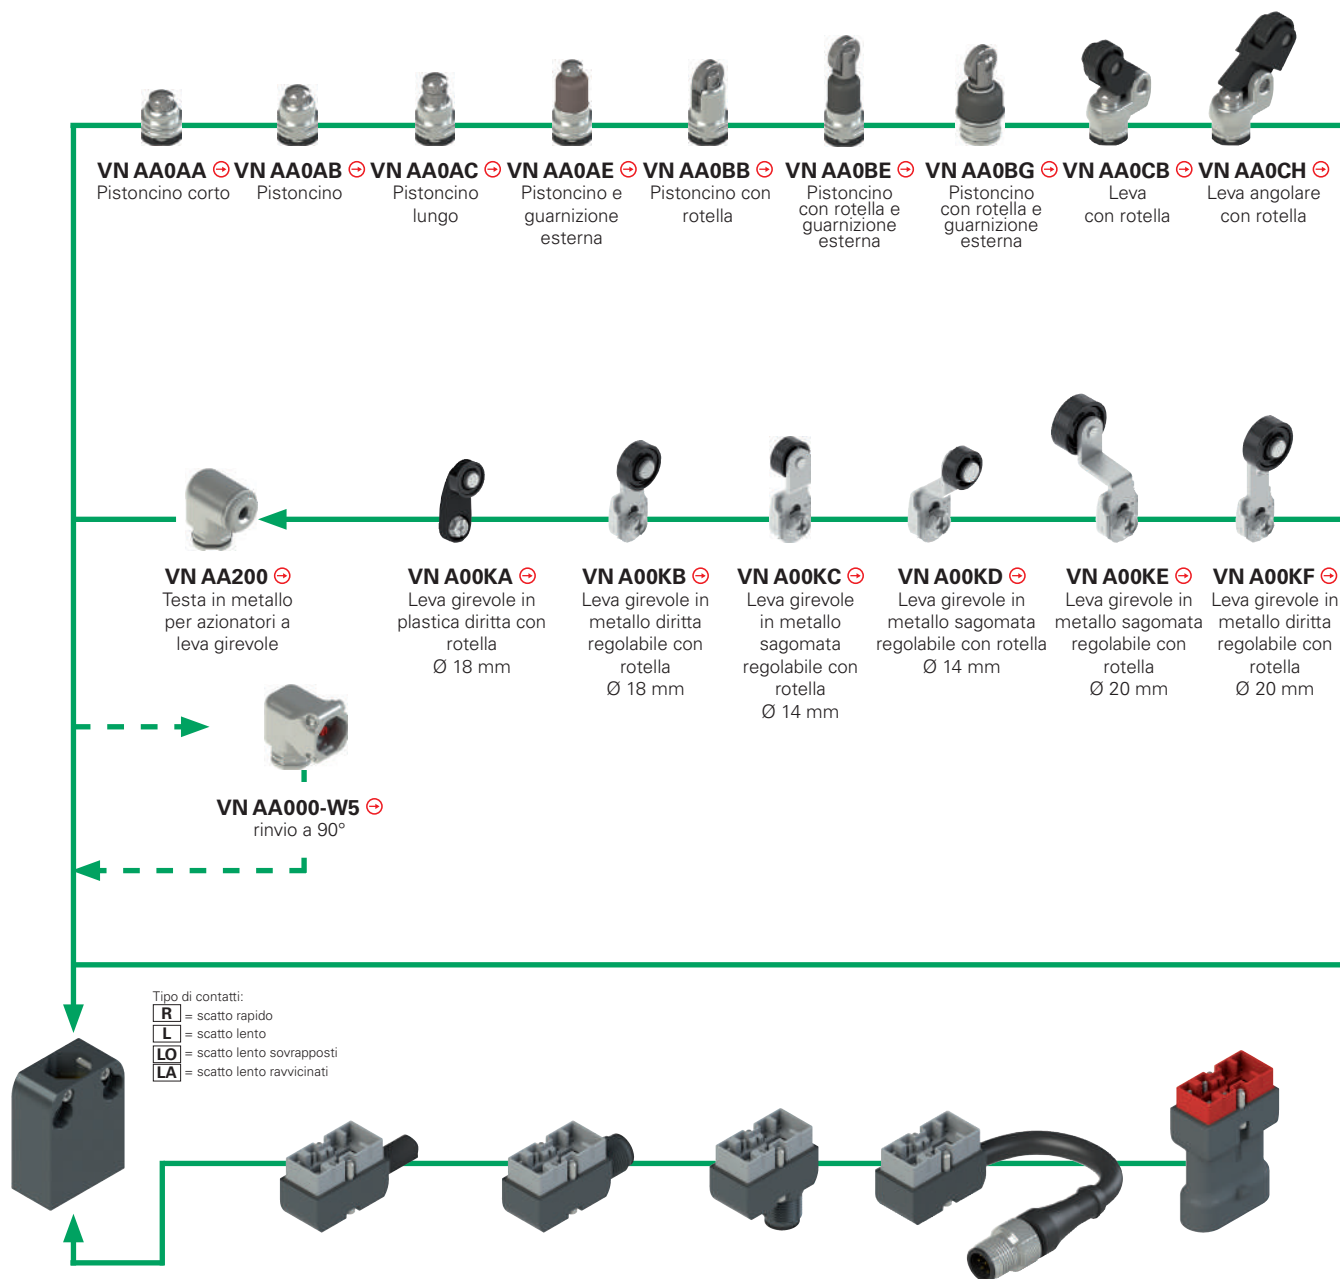 VN AA0AA
Pistoncino corto
VN AA0AB
Pistoncino
VN AA0AC
Pistoncino
lungo
VN AA0AE
Pistoncino e
guarnizione
esterna
VN AA0BB
Pistoncino con
rotella
VN AA0BE
Pistoncino
con rotella e
guarnizione
esterna
VN AA0BG
Pistoncino
con rotella e
guarnizione
esterna
VN AA0CB
Leva
con rotella
VN AA0CH
Leva angolare
con rotella
VN AA200
Testa in metallo
per azionatori a
leva girevole
VN A00KA
Leva girevole in
plastica diritta con
rotella
Ø 18 mm
VN A00KB
Leva girevole in
metallo diritta
regolabile con
rotella
Ø 18 mm
VN A00KC
Leva girevole
in metallo
sagomata
regolabile con
rotella
Ø 14 mm
VN A00KD
Leva girevole in
metallo sagomata
regolabile con rotella
Ø 14 mm
VN A00KE
Leva girevole in
metallo sagomata
regolabile con
rotella
Ø 20 mm
VN A00KF
Leva girevole in
metallo diritta
regolabile con
rotella
Ø 20 mm
VN AA000-W5
rinvio a 90°
Tipo di contatti:
R = scatto rapido
L = scatto lento
LO = scatto lento sovrapposti
LA = scatto lento ravvicinati